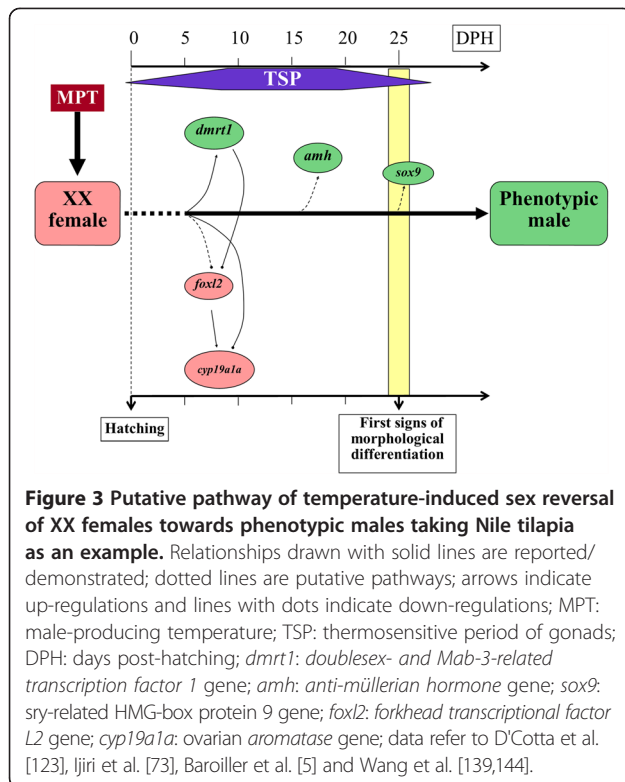 0 5 10 15 20 25 DPH
TSP
MPT
dmrt1
amh
sox9
XX
female
Phenotypic
male
foxl2
cyp19a1a
Hatching
First signs of
morphological
differentiation
Figure 3 Putative pathway of temperature-induced sex reversal
of XX females towards phenotypic males taking Nile tilapia
as an example. Relationships drawn with solid lines are reported/
demonstrated; dotted lines are putative pathways; arrows indicate
up-regulations and lines with dots indicate down-regulations; MPT:
male-producing temperature; TSP: thermosensitive period of gonads;
DPH: days post-hatching; dmrt1: doublesex- and Mab-3-related
transcription factor 1 gene; amh: anti-müllerian hormone gene; sox9:
sry-related HMG-box protein 9 gene; foxl2: forkhead transcriptional factor
L2 gene; cyp19a1a: ovarian aromatase gene; data refer to D'Cotta et al.
[123], Ijiri et al. [73], Baroiller et al. [5] and Wang et al. [139,144].